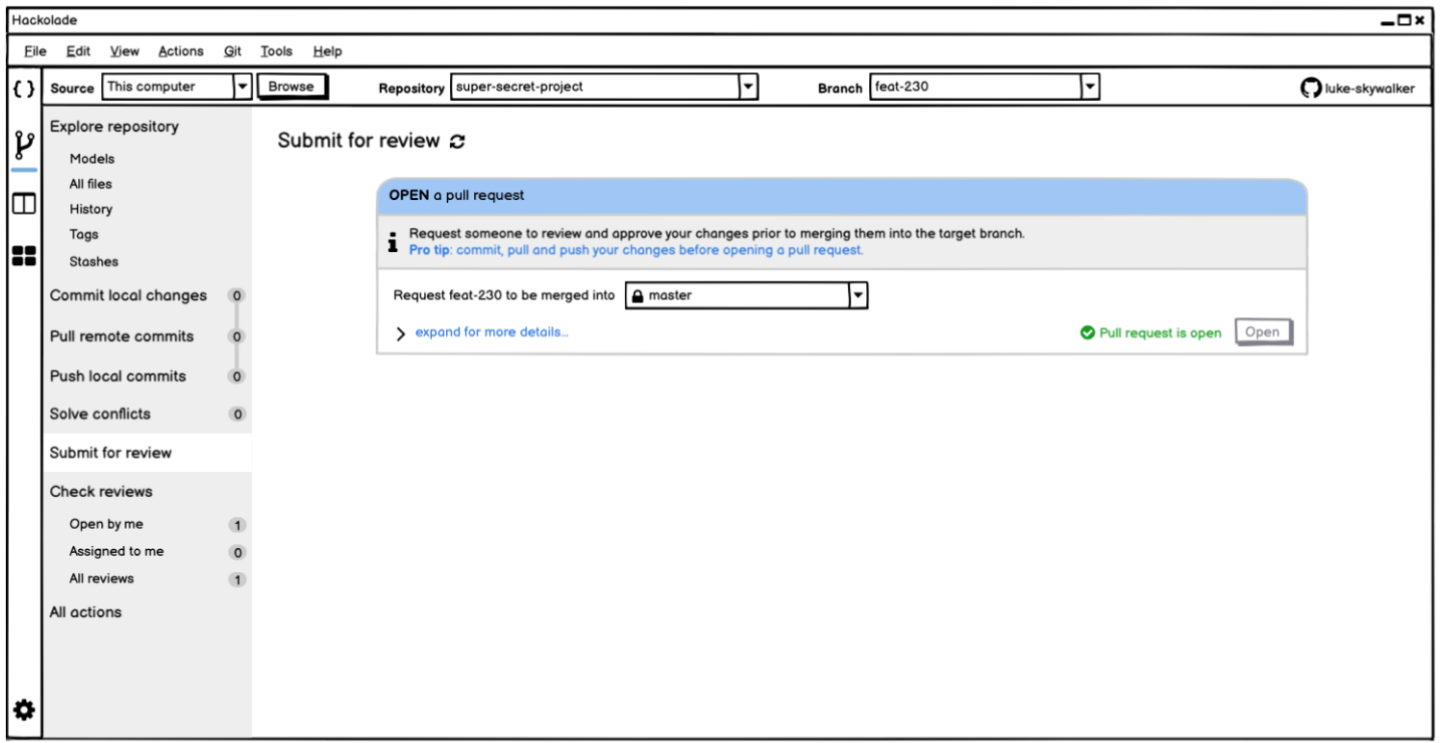 Hackolade
File Edit View Actions Git Tools Help
Source This computer Browse Repository super-secret-project Branch feat-230 luke-skywalker
Explore repository
Models
All files
History
Tags
Stashes
Commit local changes 0
Pull remote commits 0
Push local commits 0
Solve conflicts 0
Submit for review
Check reviews
Open by me 1
Assigned to me 0
All reviews 1
All actions
Submit for review
OPEN a pull request
Request someone to review and approve your changes prior to merging them into the target branch.
Pro tip: commit, pull and push your changes before opening a pull request.
Request feat-230 to be merged into master
expand for more details... Pull request is open Open